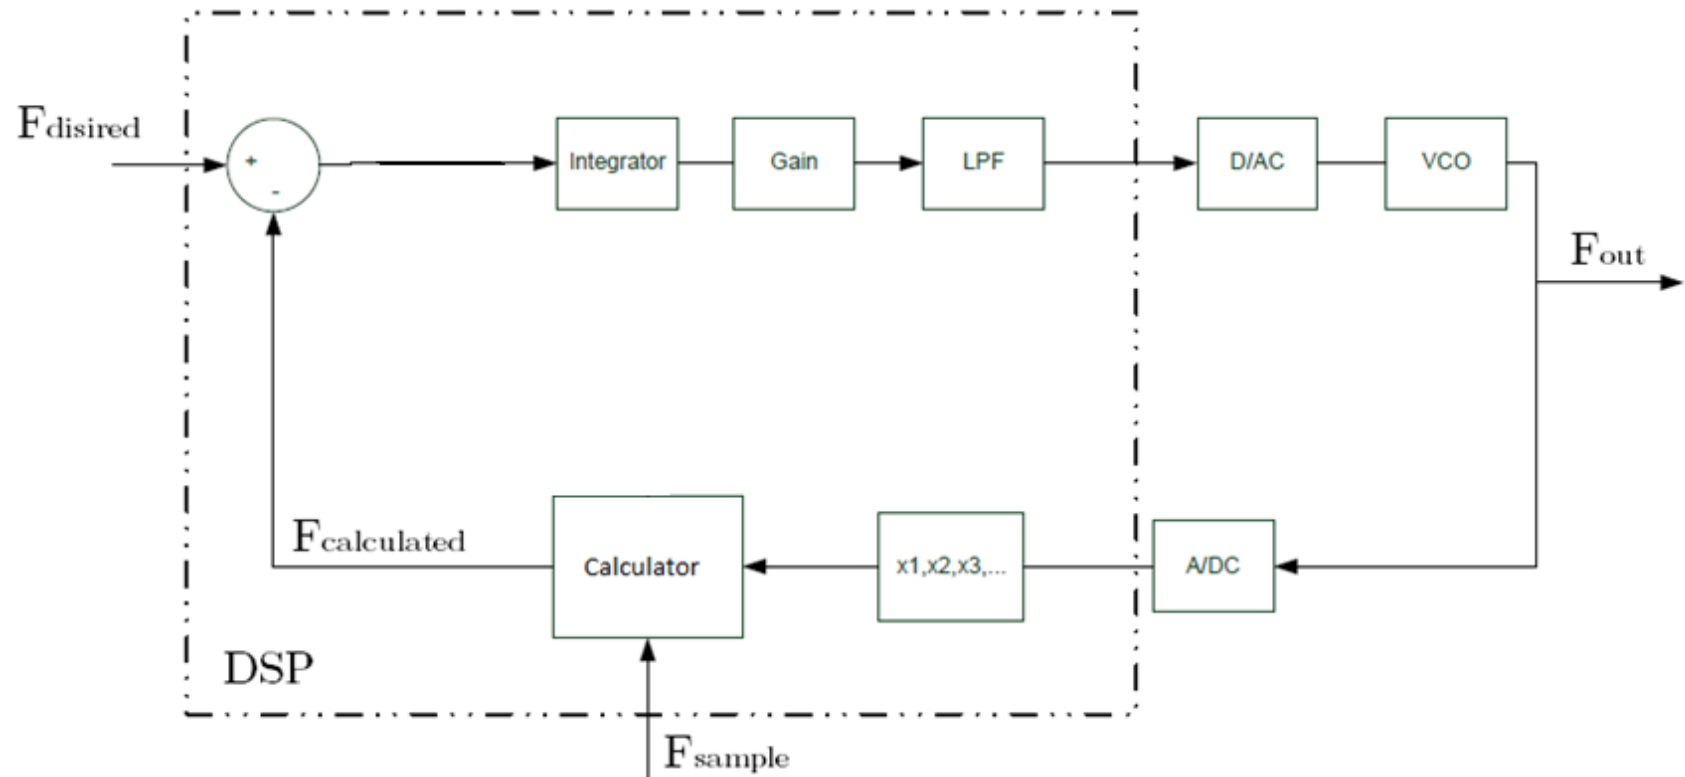 Fdisired
+
-
Integrator
Gain
LPF
D/AC
VCO
Fout
Fcalculated
Calculator
x1,x2,x3,...
A/DC
DSP
Fsample